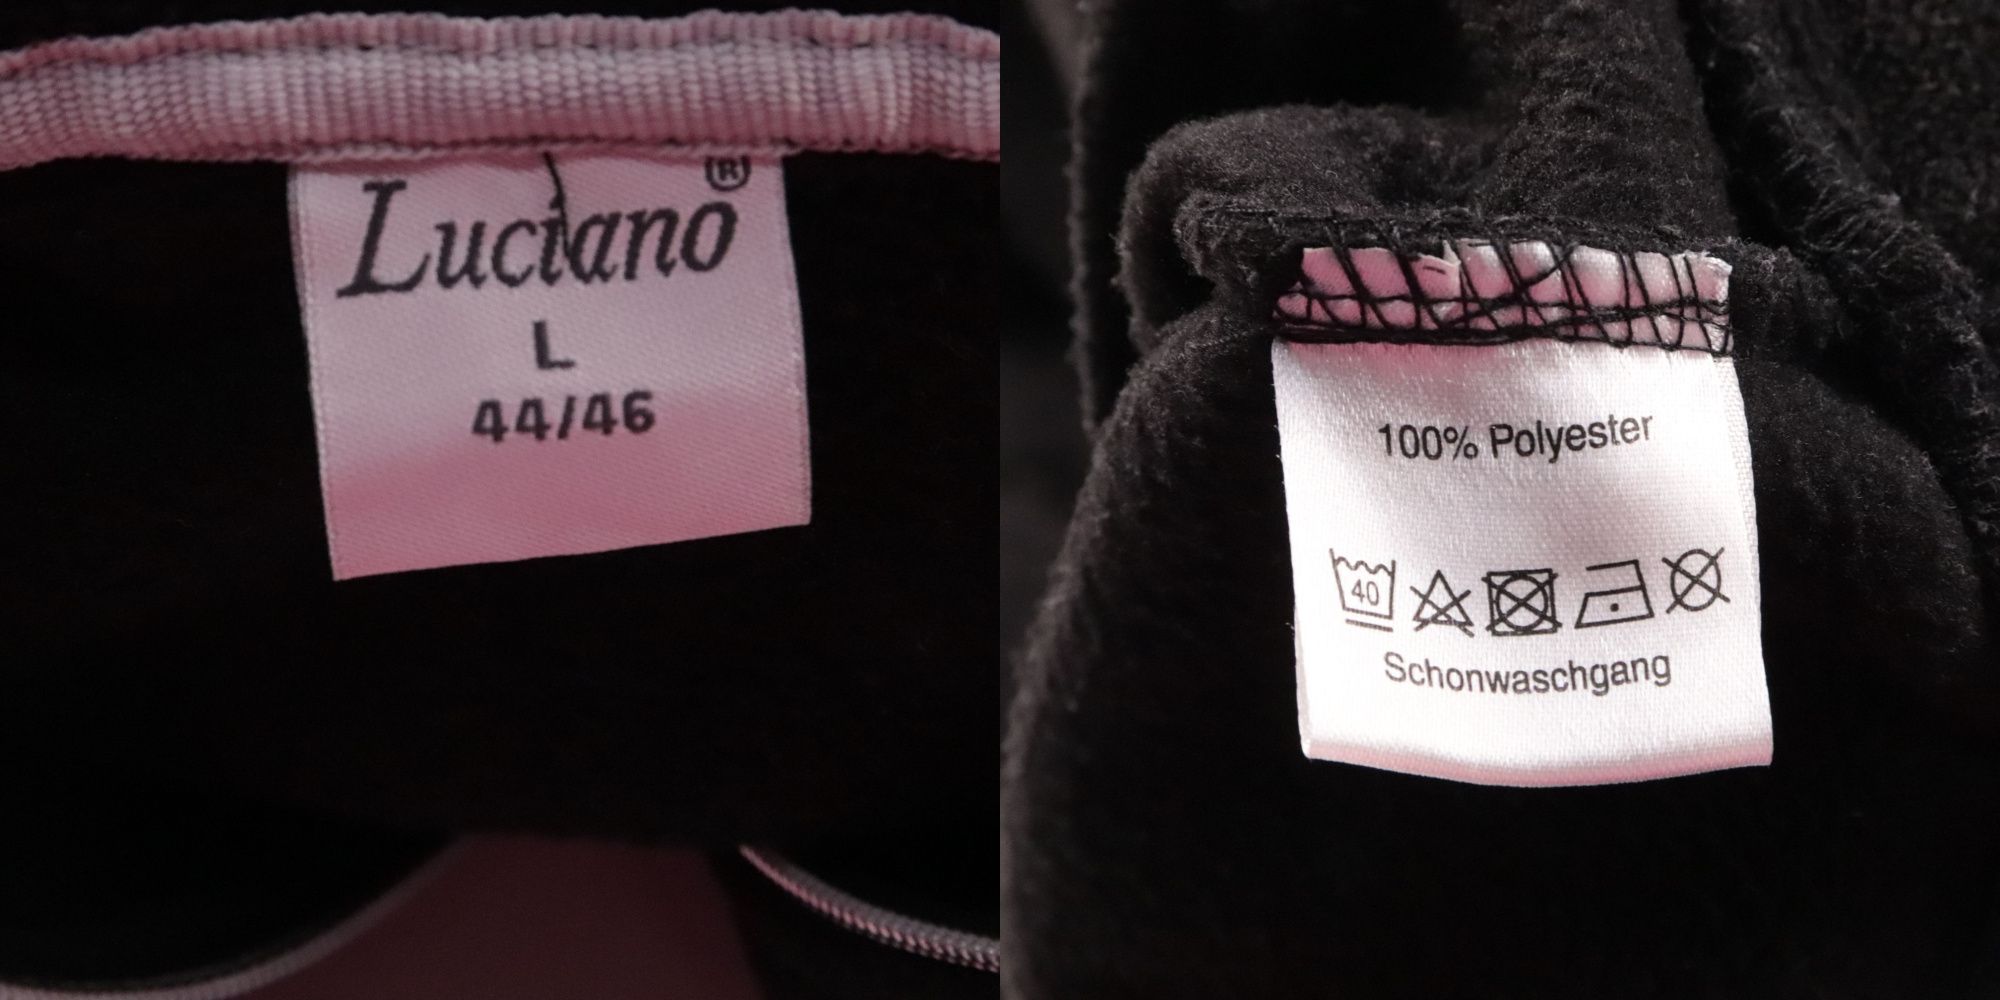 Luciano®
L
44/46
100% Polyester
40
Schonwaschgang